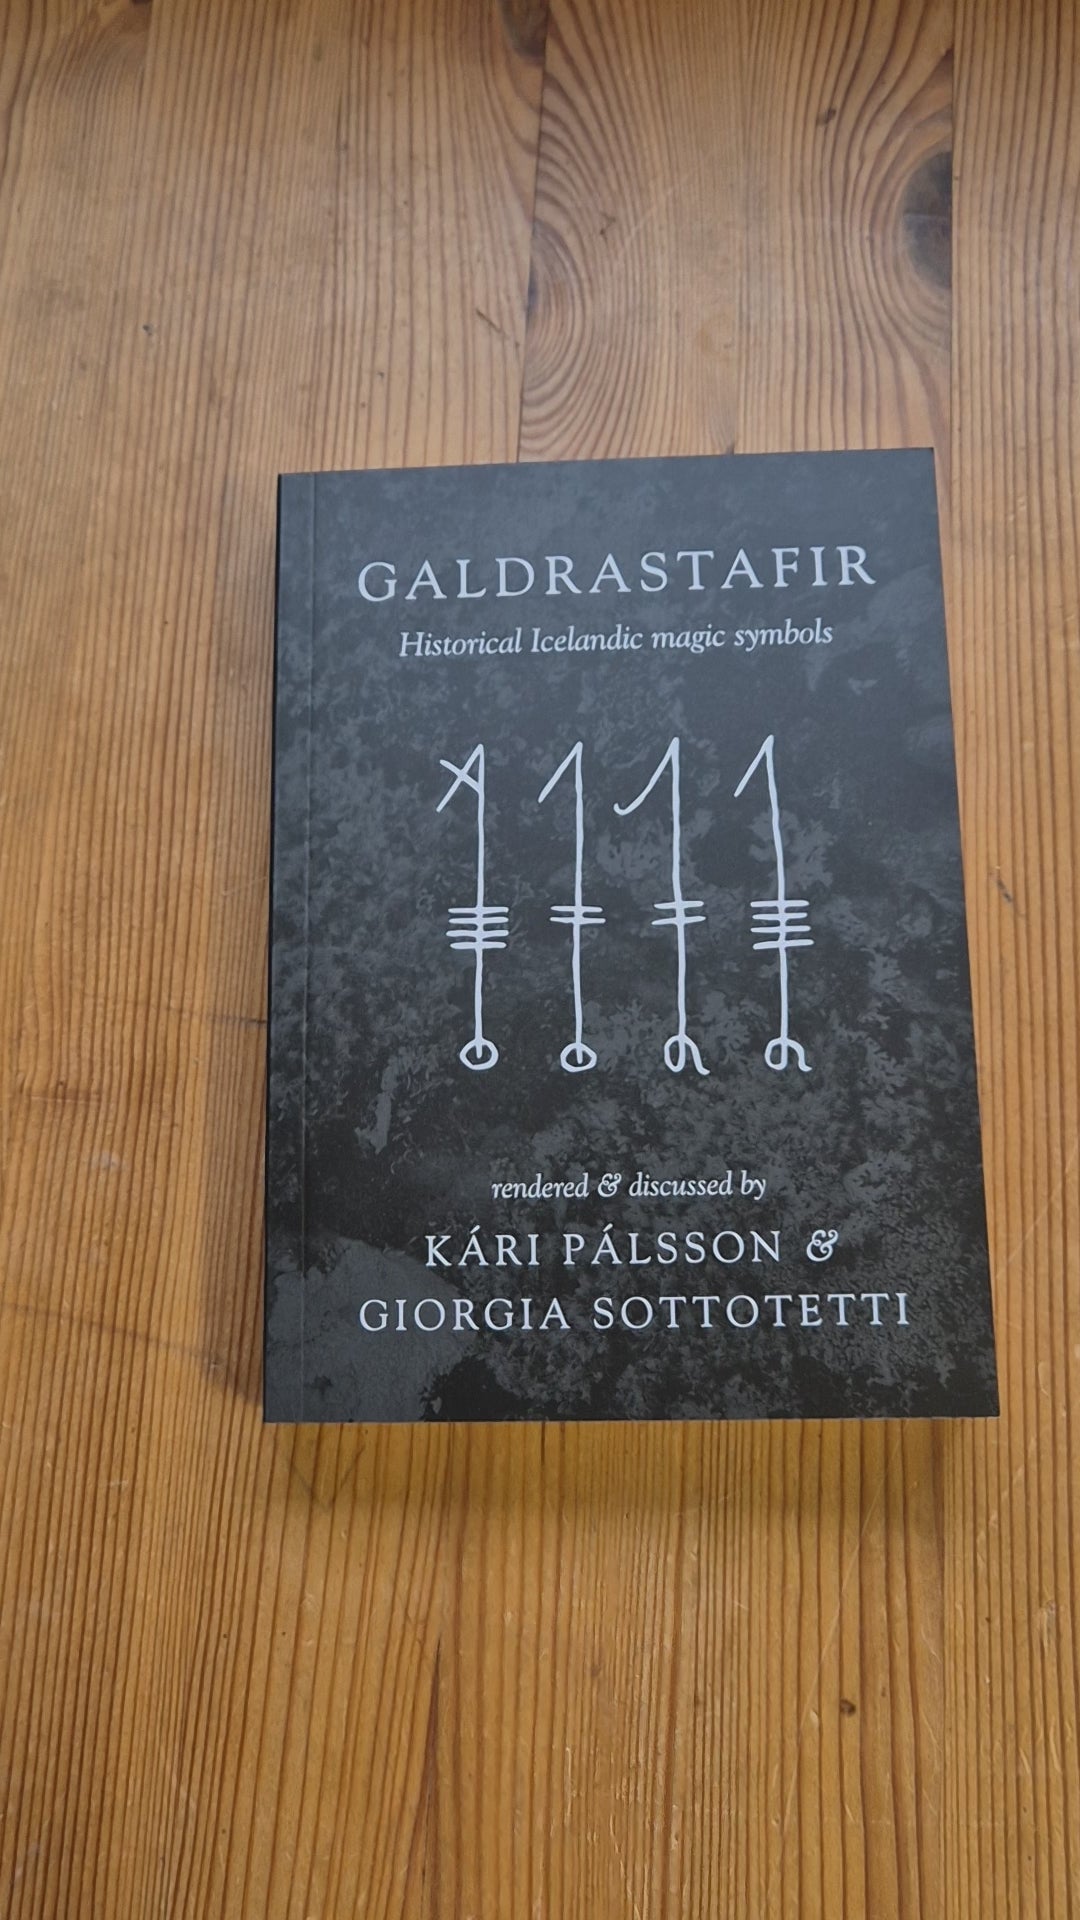 GALDRASTAFIR
Historical Icelandic magic symbols
rendered & discussed by
KÁRI PÁLSSON &
GIORGIA SOTTOTETTI